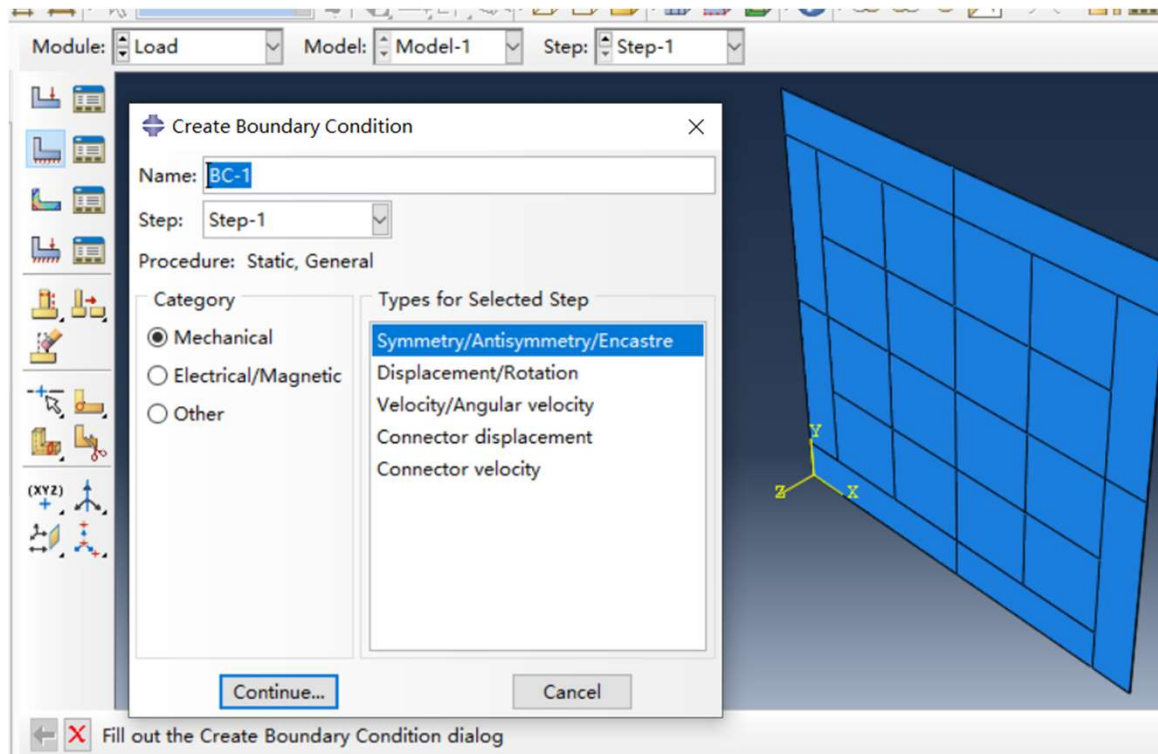 Module: Load Model: Model-1 Step: Step-1
Create Boundary Condition
Name: BC-1
Step: Step-1
Procedure: Static, General
Category
Mechanical
Electrical/Magnetic
Other
Types for Selected Step
Symmetry/Antisymmetry/Encastre
Displacement/Rotation
Velocity/Angular velocity
Connector displacement
Connector velocity
Continue... Cancel
(XYZ)
Y
Z X
Fill out the Create Boundary Condition dialog